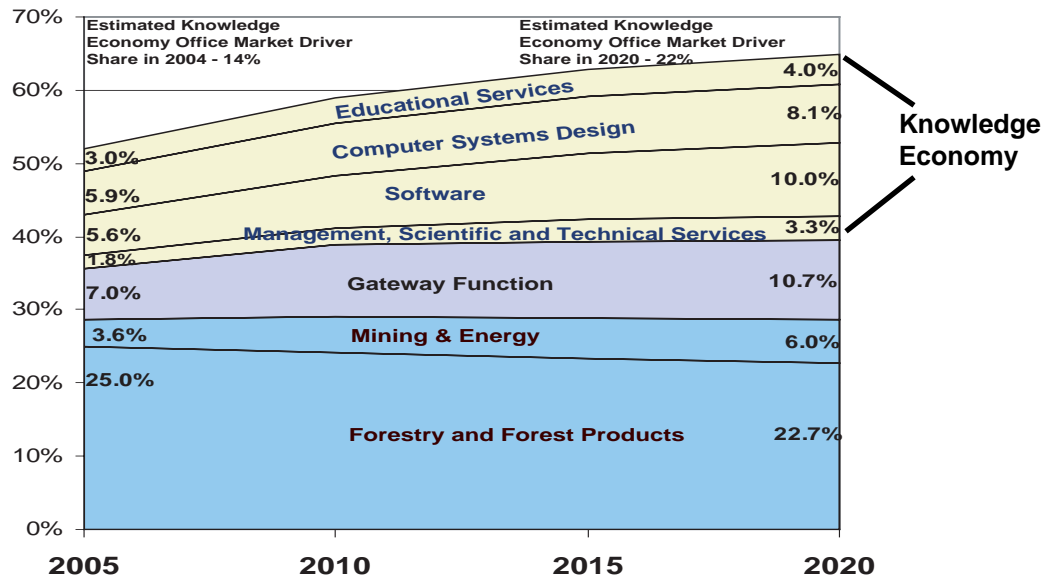 70%
Estimated Knowledge
Economy Office Market Driver
Share in 2004 - 14%
Estimated Knowledge
Economy Office Market Driver
Share in 2020 - 22%
4.0%
60%
Educational Services
8.1%
Knowledge
Economy
Computer Systems Design
50%
3.0%
5.9%
Software
10.0%
5.6%
40%
Management, Scientific and Technical Services
3.3%
1.8%
7.0%
Gateway Function
10.7%
30%
3.6%
Mining & Energy
6.0%
20%
25.0%
Forestry and Forest Products
22.7%
10%
0%
2005
2010
2015
2020